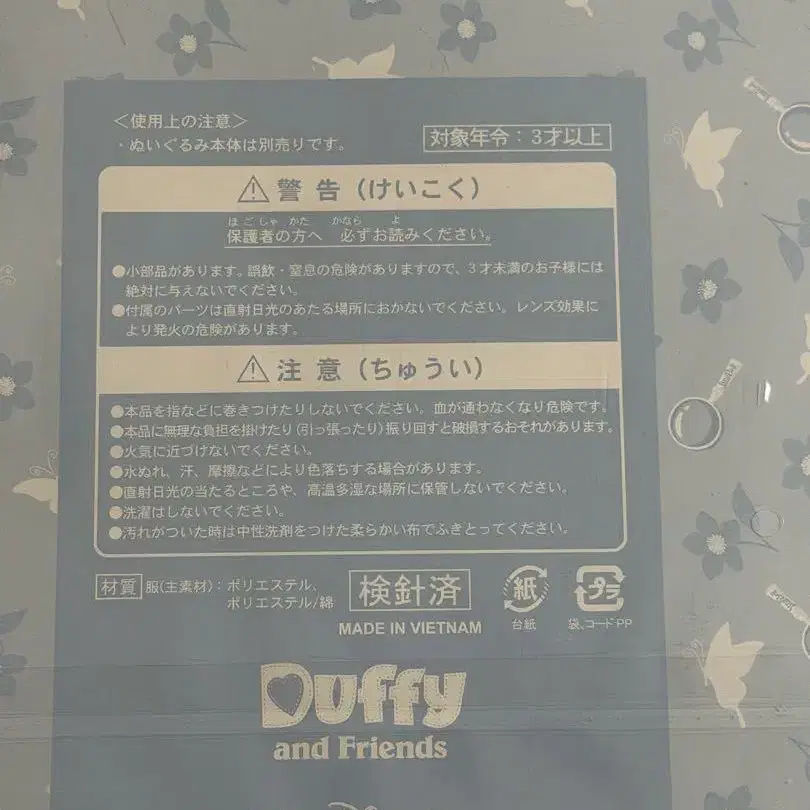 ＜使用上の注意＞
・ぬいぐるみ本体は別売りです。
対象年令：3才以上
⚠警告（けいこく）
ほごしゃ かた かなら よ
保護者の方へ 必ずお読みください。
●小部品があります。誤飲・窒息の危険がありますので、3才未満のお子様には
絶対に与えないでください。
●付属のパーツは直射日光のあたる場所におかないでください。レンズ効果に
より発火の危険があります。
⚠注意（ちゅうい）
●本品を指などに巻きつけたりしないでください。血が通わなくなり危険です。
●本品に無理な負担を掛けたり（引っ張ったり）振り回すと破損するおそれがあります。
●火気に近づけないでください。
●水ぬれ、汗、摩擦などにより色落ちする場合があります。
●直射日光の当たるところや、高温多湿な場所に保管しないでください。
●洗濯はしないでください。
●汚れがついた時は中性洗剤をつけた柔らかい布でふきとってください。
材質 服（主素材）：ポリエステル、
ポリエステル/綿
検針済
MADE IN VIETNAM
紙
台紙
プラ
袋、コード・PP
Duffy
and Friends